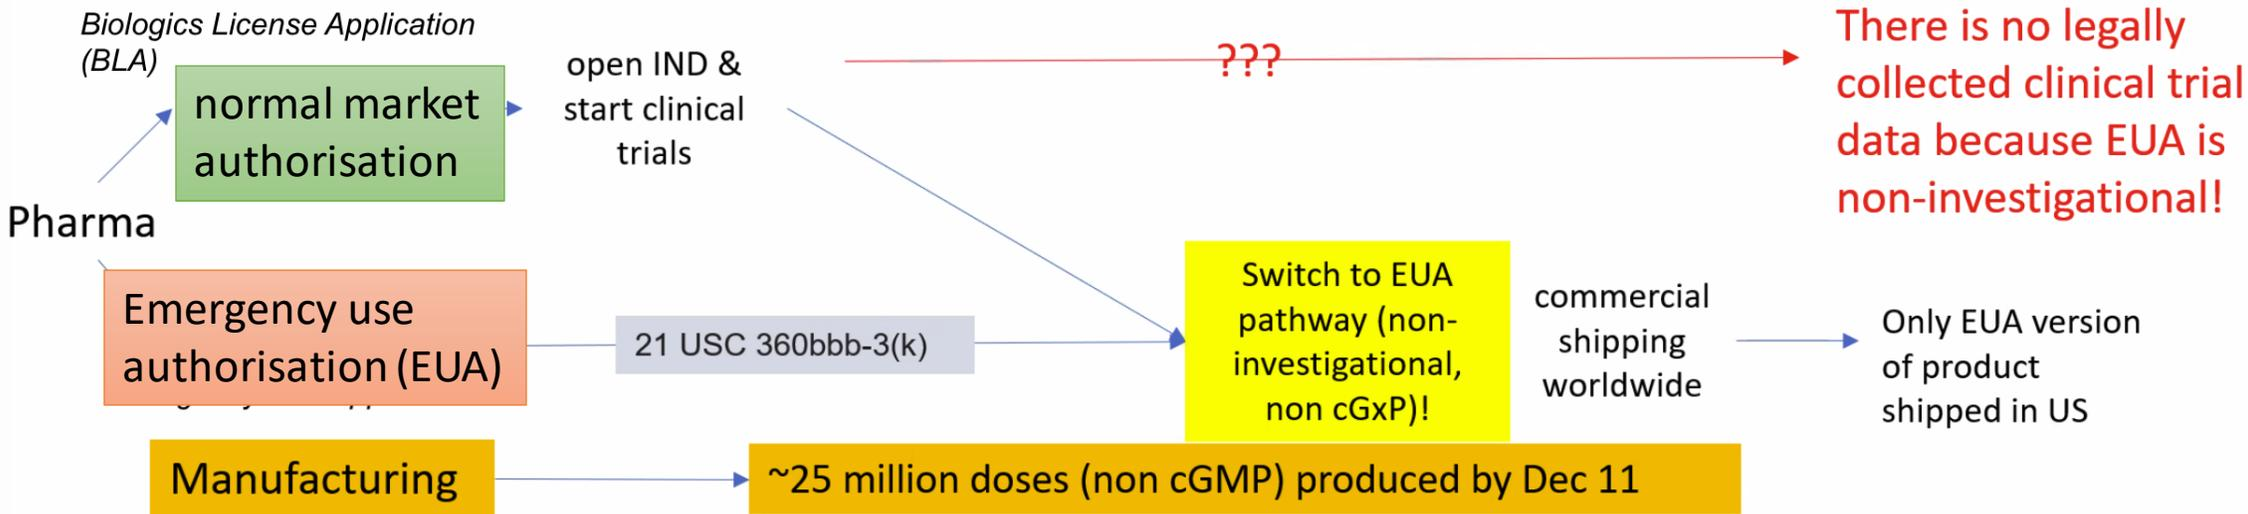 Biologics License Application
(BLA)
normal market
authorisation
open IND &
start clinical
trials
???
There is no legally
collected clinical trial
data because EUA is
non-investigational!
Pharma
Emergency use
authorisation (EUA)
21 USC 360bbb-3(k)
Switch to EUA
pathway (non-
investigational,
non cGxP)!
commercial
shipping
worldwide
Only EUA version
of product
shipped in US
Manufacturing
~25 million doses (non cGMP) produced by Dec 11